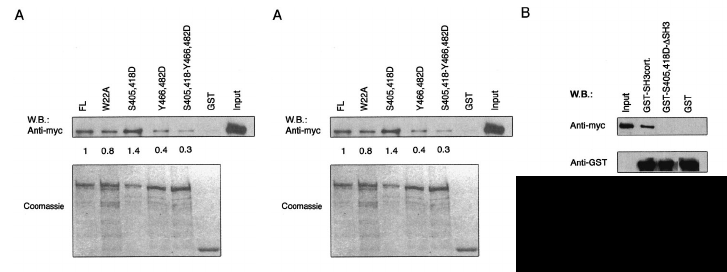 A
FL
W22A
S405,418D
Y466,482D
S405,418-Y466,482D
GST
Input
W.B.:
Anti-myc
1 0.8 1.4 0.4 0.3
Coomassie
A
FL
W22A
S405,418D
Y466,482D
S405,418-Y466,482D
GST
Input
W.B.:
Anti-myc
1 0.8 1.4 0.4 0.3
Coomassie
B
W.B.:
Input
GST-SH3cort.
GST-S405,418D-ΔSH3
GST
Anti-myc
Anti-GST